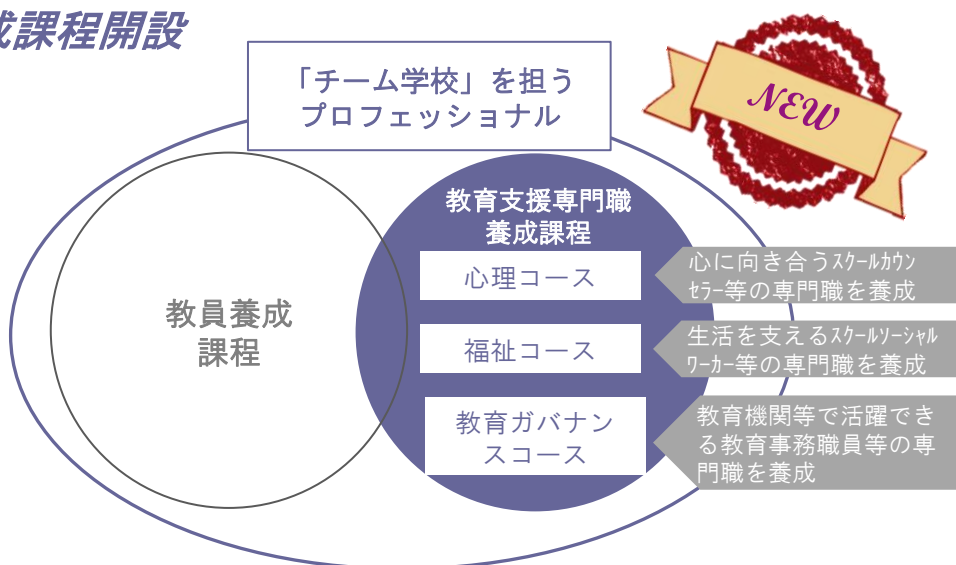 成課程開設
「チーム学校」を担う
プロフェッショナル
NEW
教育支援専門職
養成課程
心理コース
心に向き合うｽｸｰﾙｶｳﾝ
ｾﾗｰ等の専門職を養成
教員養成
課程
福祉コース
生活を支えるｽｸｰﾙｿｰｼｬﾙ
ﾜｰｶｰ等の専門職を養成
教育ガバナン
スコース
教育機関等で活躍でき
る教育事務職員等の専
門職を養成